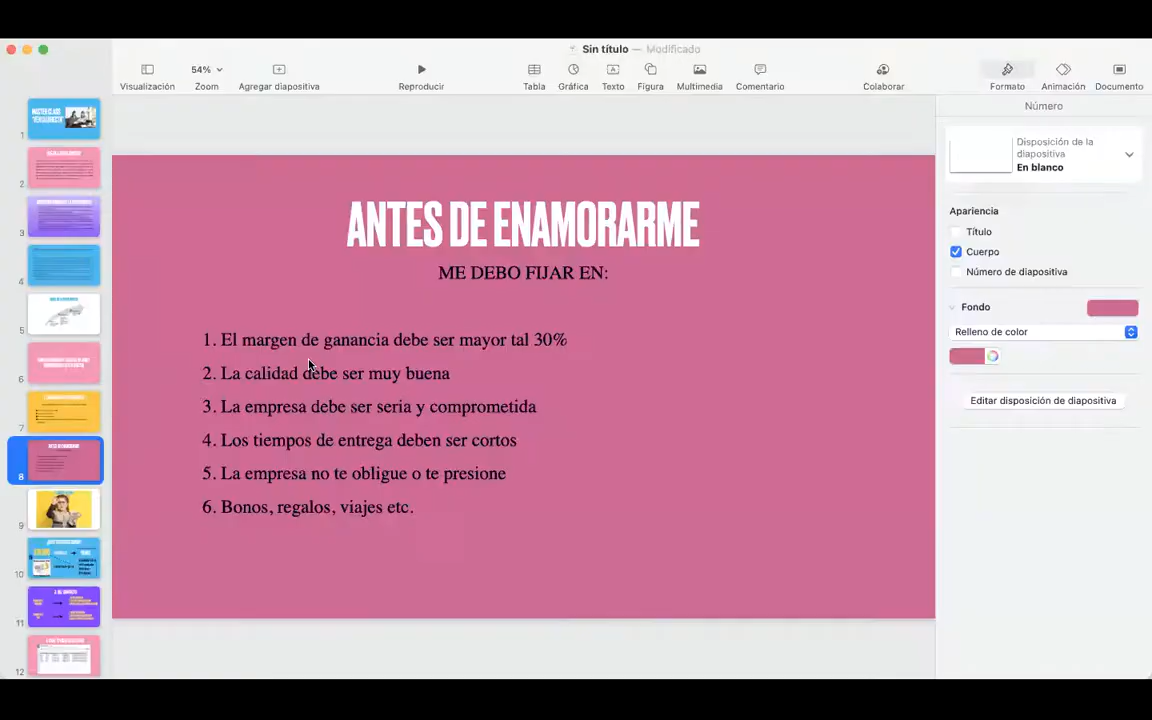 Sin título — Modificado
54%
Visualización Zoom Agregar diapositiva Reproducir Tabla Gráfica Texto Figura Multimedia Comentario Colaborar Formato Animación Documento
Número
Disposición de la
diapositiva
En blanco
Apariencia
Título
Cuerpo
Número de diapositiva
Fondo
Relleno de color
Editar disposición de diapositiva
1
2
3
4
5
6
7
8
9
10
11
12
ANTES DE ENAMORARME
ME DEBO FIJAR EN:
1. El margen de ganancia debe ser mayor tal 30%
2. La calidad debe ser muy buena
3. La empresa debe ser seria y comprometida
4. Los tiempos de entrega deben ser cortos
5. La empresa no te obligue o te presione
6. Bonos, regalos, viajes etc.